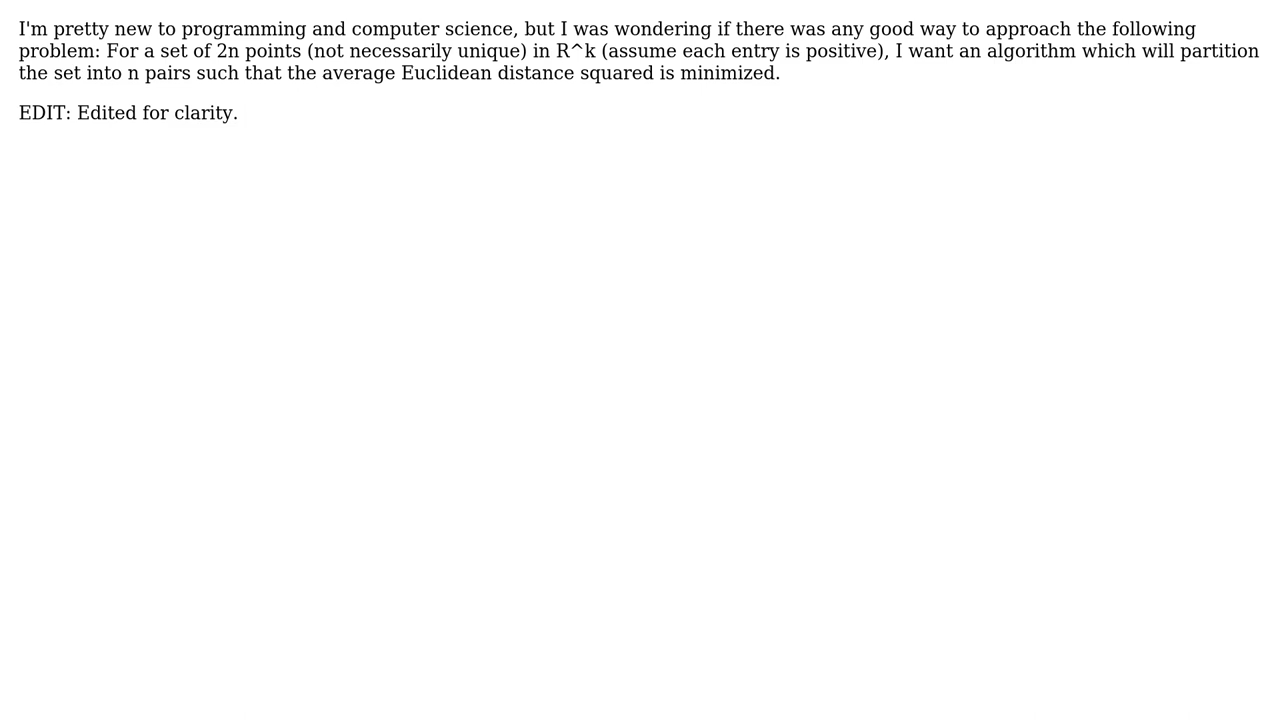 I'm pretty new to programming and computer science, but I was wondering if there was any good way to approach the following
problem: For a set of 2n points (not necessarily unique) in R^k (assume each entry is positive), I want an algorithm which will partition
the set into n pairs such that the average Euclidean distance squared is minimized.
EDIT: Edited for clarity.